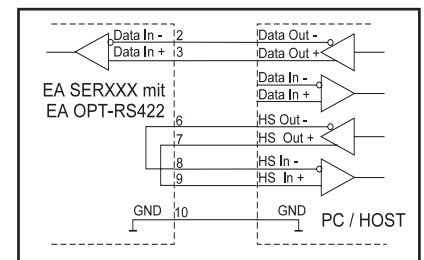 Data In - 2 Data Out -
Data In + 3 Data Out +
Data In -
Data In +
EA SERXXX mit
EA OPT-RS422
6 HS Out -
7 HS Out +
8 HS In -
9 HS In +
GND 10 GND
PC / HOST